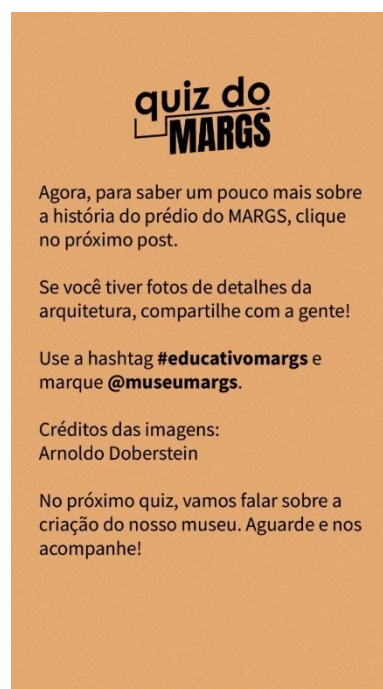 quiz do
MARGS
Agora, para saber um pouco mais sobre
a história do prédio do MARGS, clique
no próximo post.
Se você tiver fotos de detalhes da
arquitetura, compartilhe com a gente!
Use a hashtag #educativomargs e
marque @museumargs.
Créditos das imagens:
Arnoldo Doberstein
No próximo quiz, vamos falar sobre a
criação do nosso museu. Aguarde e nos
acompanhe!